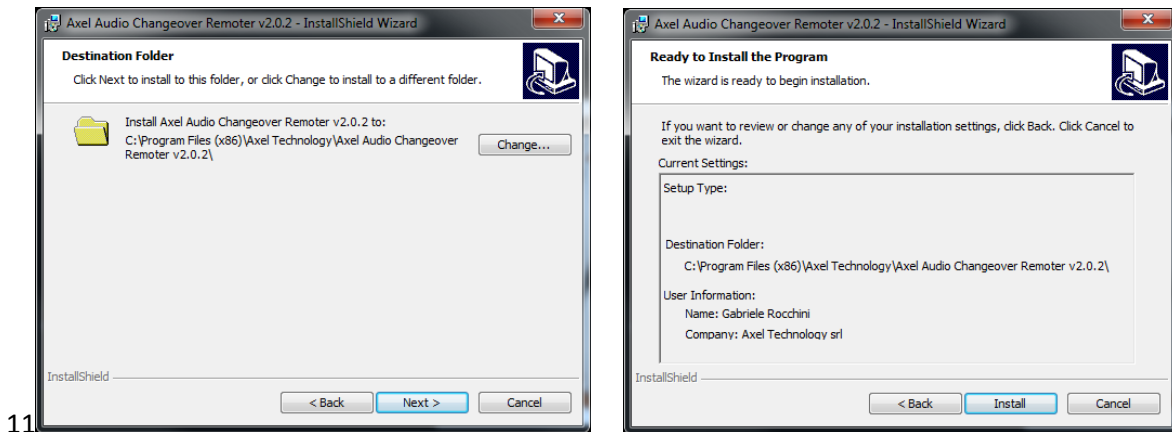 Axel Audio Changeover Remoter v2.0.2 - InstallShield Wizard
Destination Folder
Click Next to install to this folder, or click Change to install to a different folder.
Install Axel Audio Changeover Remoter v2.0.2 to:
C:\Program Files (x86)\Axel Technology\Axel Audio Changeover
Remoter v2.0.2\
Change...
InstallShield
< Back
Next >
Cancel
Axel Audio Changeover Remoter v2.0.2 - InstallShield Wizard
Ready to Install the Program
The wizard is ready to begin installation.
If you want to review or change any of your installation settings, click Back. Click Cancel to
exit the wizard.
Current Settings:
Setup Type:
Destination Folder:
C:\Program Files (x86)\Axel Technology\Axel Audio Changeover Remoter v2.0.2\
User Information:
Name: Gabriele Rocchini
Company: Axel Technology srl
InstallShield
< Back
Install
Cancel
11